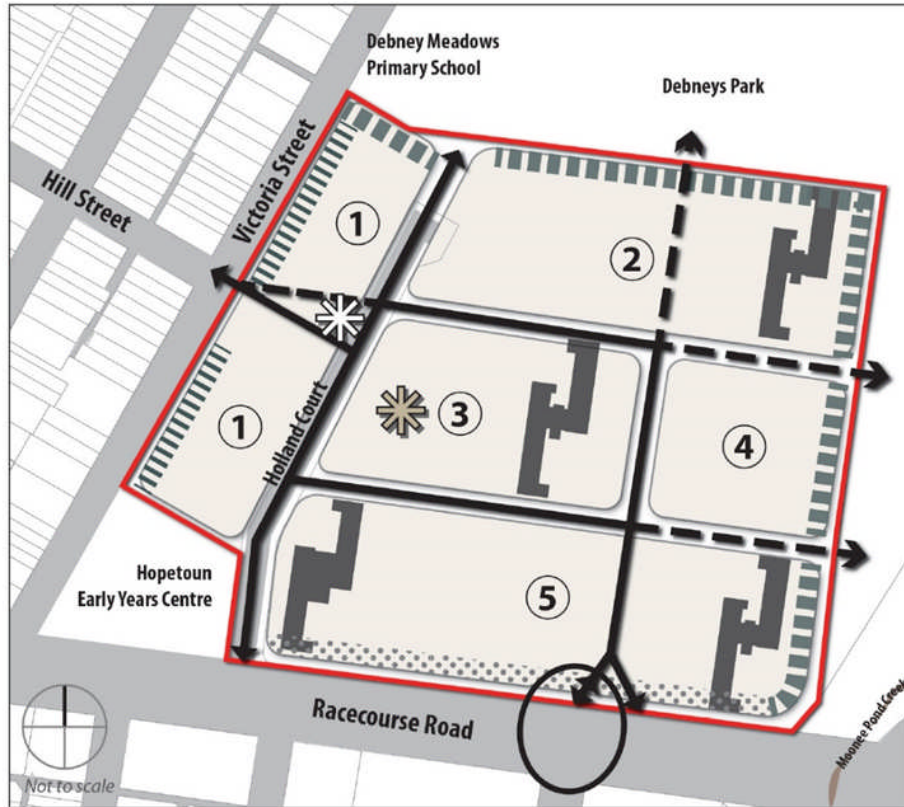 Debney Meadows
Primary School
Debneys Park
Victoria Street
Hill Street
1
2
3
1
4
Holland Court
Hopetoun
Early Years Centre
5
Racecourse Road
Moonee Pond Creek
Not to scale